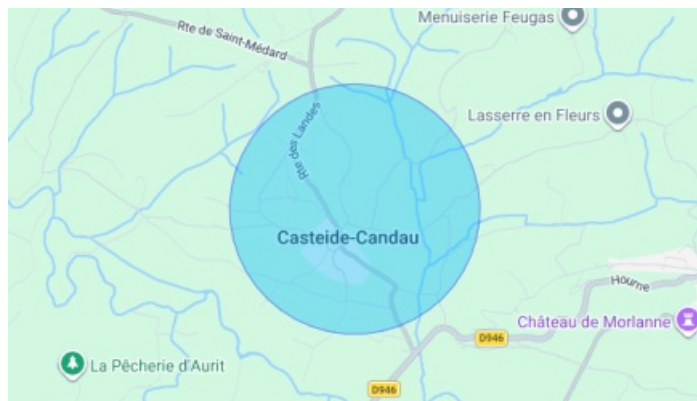 Menuiserie Feugas
Rte de Saint-Médard
Lasserre en Fleurs
Rte des Landes
Casteide-Candau
Hourne
Château de Morlanne
D946
La Pêcherie d'Aurit
D946